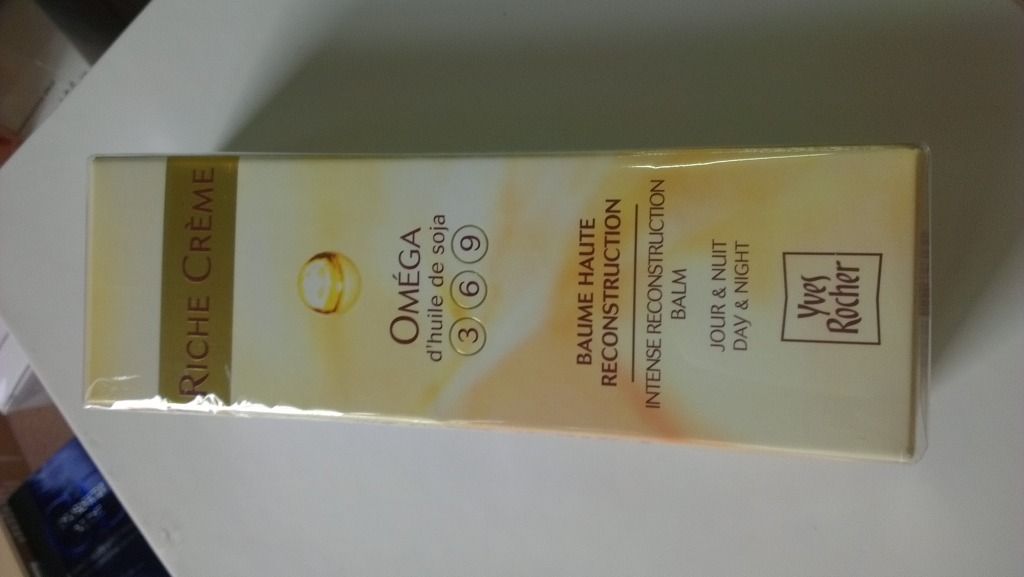 RICHE CRÈME
OMÉGA
d'huile de soja
3 6 9
BAUME HAUTE
RECONSTRUCTION
INTENSE RECONSTRUCTION
BALM
JOUR & NUIT
DAY & NIGHT
Yves
Rocher